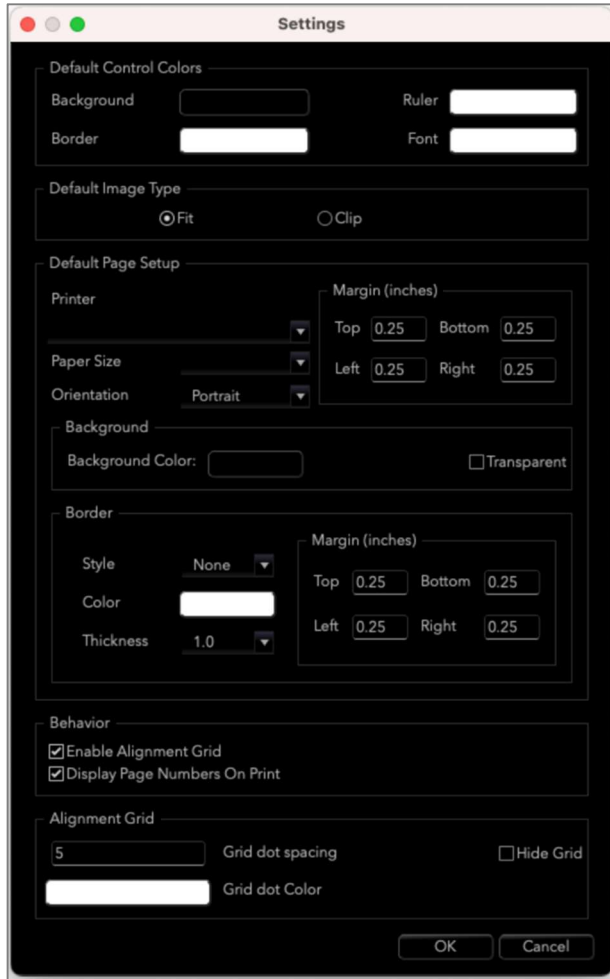 Settings
Default Control Colors
Background Ruler
Border Font
Default Image Type
Fit Clip
Default Page Setup
Printer
Margin (inches)
Top 0.25 Bottom 0.25
Left 0.25 Right 0.25
Paper Size
Orientation Portrait
Background
Background Color: Transparent
Border
Style None
Color
Thickness 1.0
Margin (inches)
Top 0.25 Bottom 0.25
Left 0.25 Right 0.25
Behavior
Enable Alignment Grid
Display Page Numbers On Print
Alignment Grid
5 Grid dot spacing Hide Grid
Grid dot Color
OK Cancel